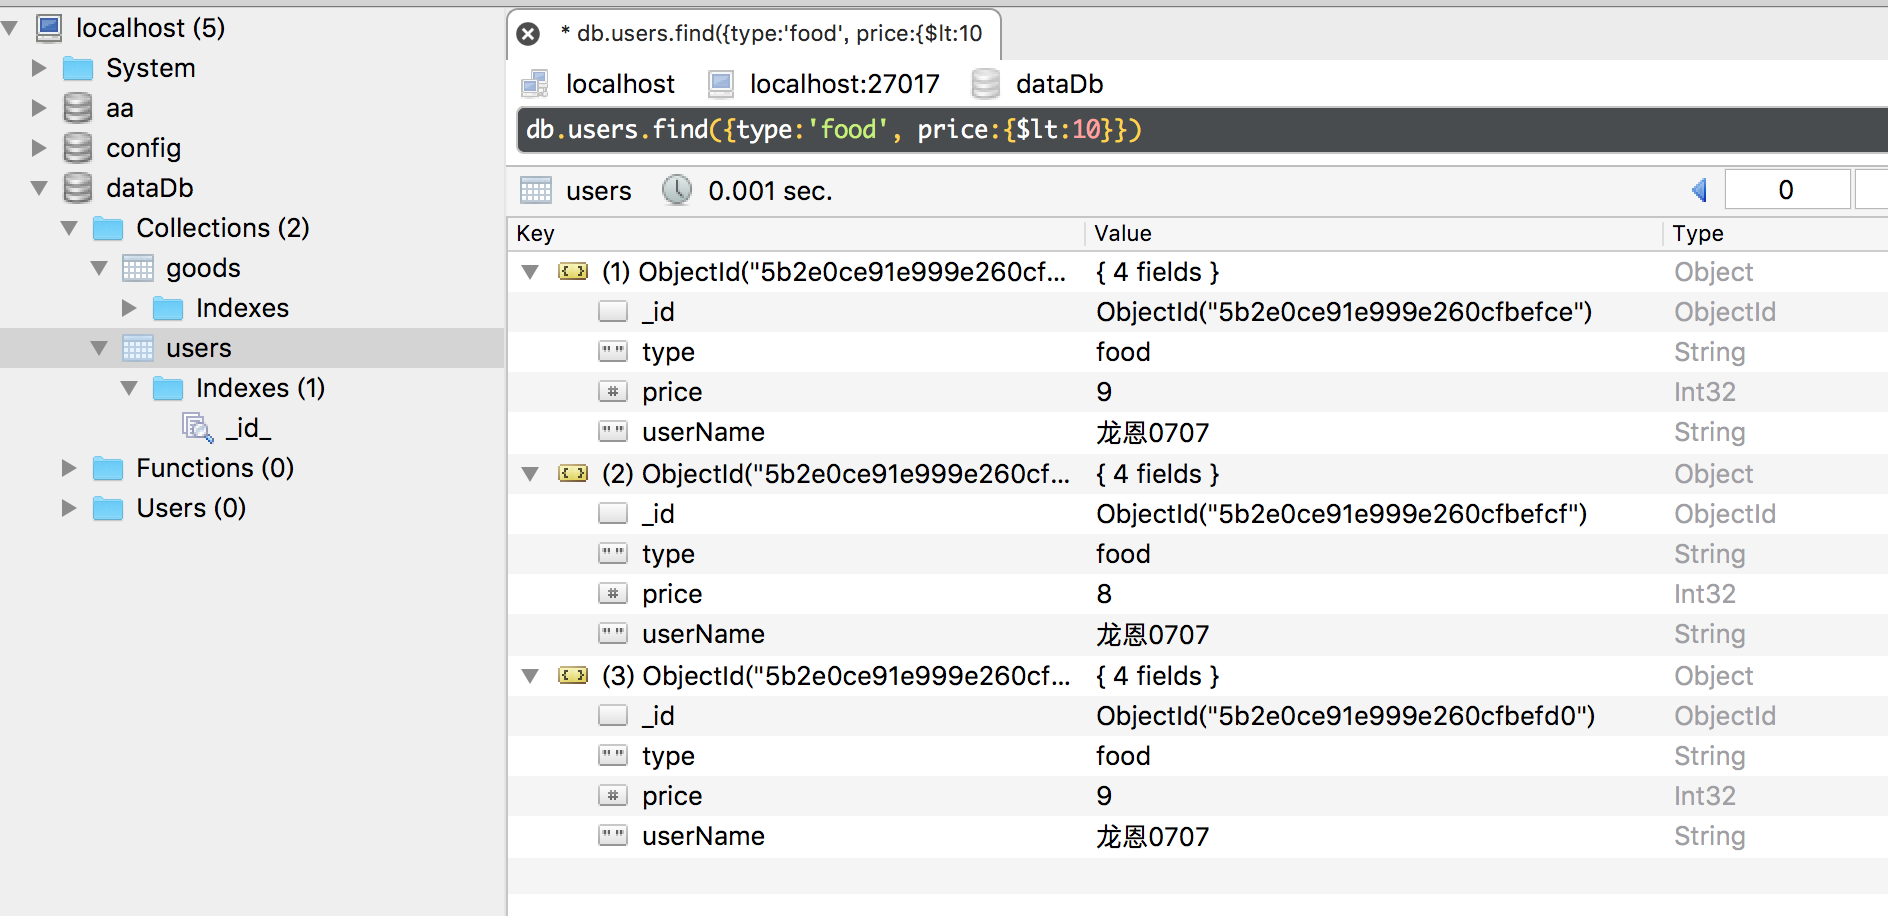 localhost (5)
System
aa
config
dataDb
Collections (2)
goods
Indexes
users
Indexes (1)
_id_
Functions (0)
Users (0)
* db.users.find({type:'food', price:{$lt:10
localhost localhost:27017 dataDb
db.users.find({type:'food', price:{$lt:10}})
users 0.001 sec. 0
Key Value Type
(1) ObjectId("5b2e0ce91e999e260cf... { 4 fields } Object
_id ObjectId("5b2e0ce91e999e260cfbefce") ObjectId
type food String
price 9 Int32
userName 龙恩0707 String
(2) ObjectId("5b2e0ce91e999e260cf... { 4 fields } Object
_id ObjectId("5b2e0ce91e999e260cfbefcf") ObjectId
type food String
price 8 Int32
userName 龙恩0707 String
(3) ObjectId("5b2e0ce91e999e260cf... { 4 fields } Object
_id ObjectId("5b2e0ce91e999e260cfbefd0") ObjectId
type food String
price 9 Int32
userName 龙恩0707 String